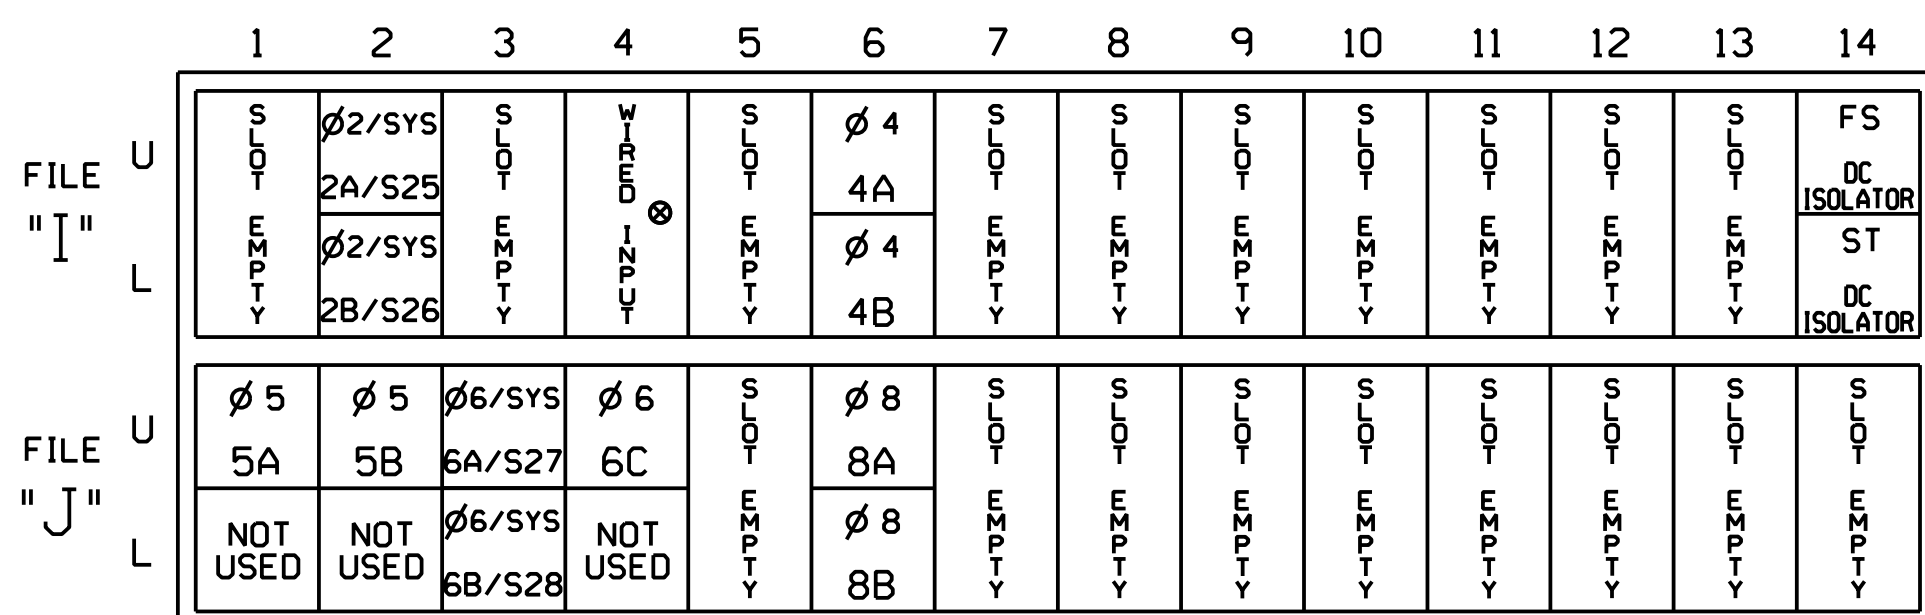 1 2 3 4 5 6 7 8 9 10 11 12 13 14
FILE "I"
U
L
SLOT EMPTY
Ø2/SYS
2A/S25
Ø2/SYS
2B/S26
SLOT EMPTY
WIRED INPUT
⊗
SLOT EMPTY
Ø 4
4A
Ø 4
4B
SLOT EMPTY
SLOT EMPTY
SLOT EMPTY
SLOT EMPTY
SLOT EMPTY
SLOT EMPTY
SLOT EMPTY
FS
DC
ISOLATOR
ST
DC
ISOLATOR
FILE "J"
U
L
Ø 5
5A
NOT
USED
Ø 5
5B
NOT
USED
Ø6/SYS
6A/S27
Ø6/SYS
6B/S28
Ø 6
6C
NOT
USED
SLOT EMPTY
Ø 8
8A
Ø 8
8B
SLOT EMPTY
SLOT EMPTY
SLOT EMPTY
SLOT EMPTY
SLOT EMPTY
SLOT EMPTY
SLOT EMPTY
SLOT EMPTY